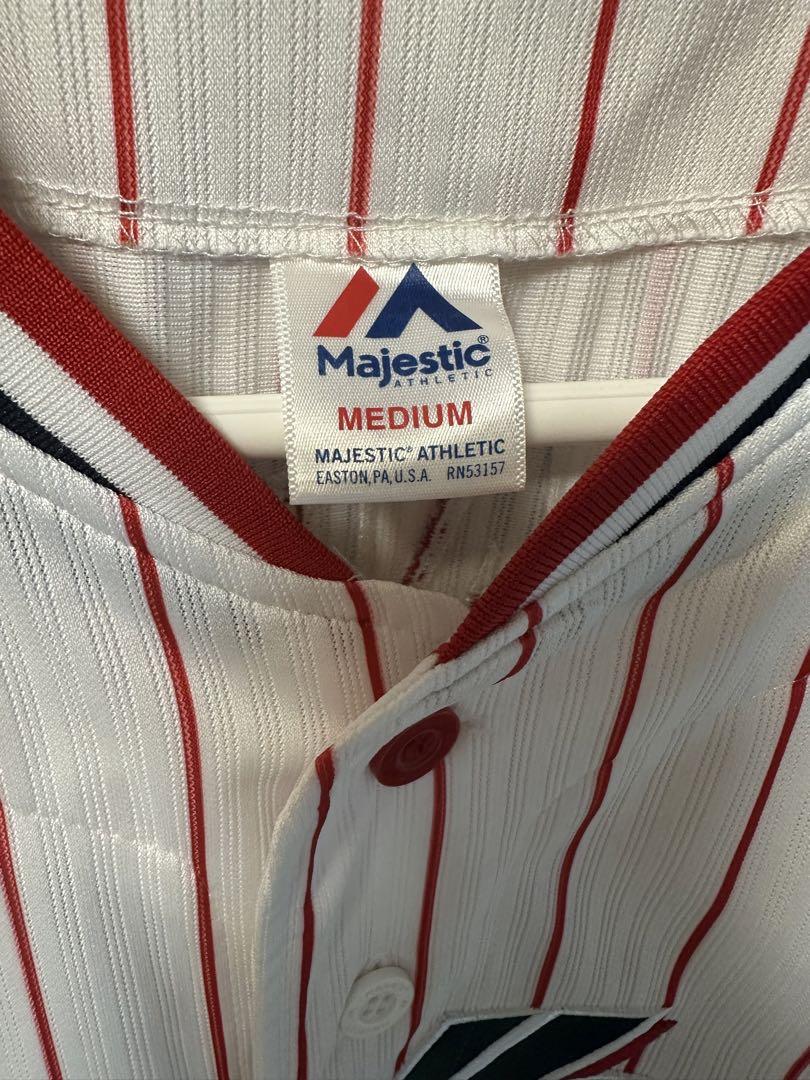 Majestic®
ATHLETIC
MEDIUM
MAJESTIC® ATHLETIC
EASTON, PA, U.S.A. RN53157